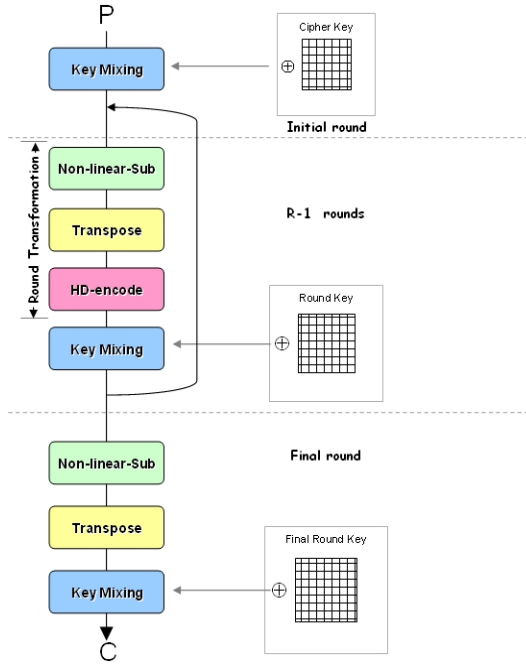 P
Cipher Key
Key Mixing
Initial round
Round Transformation
Non-linear-Sub
R-1 rounds
Transpose
HD-encode
Round Key
Key Mixing
Non-linear-Sub
Final round
Transpose
Final Round Key
Key Mixing
C